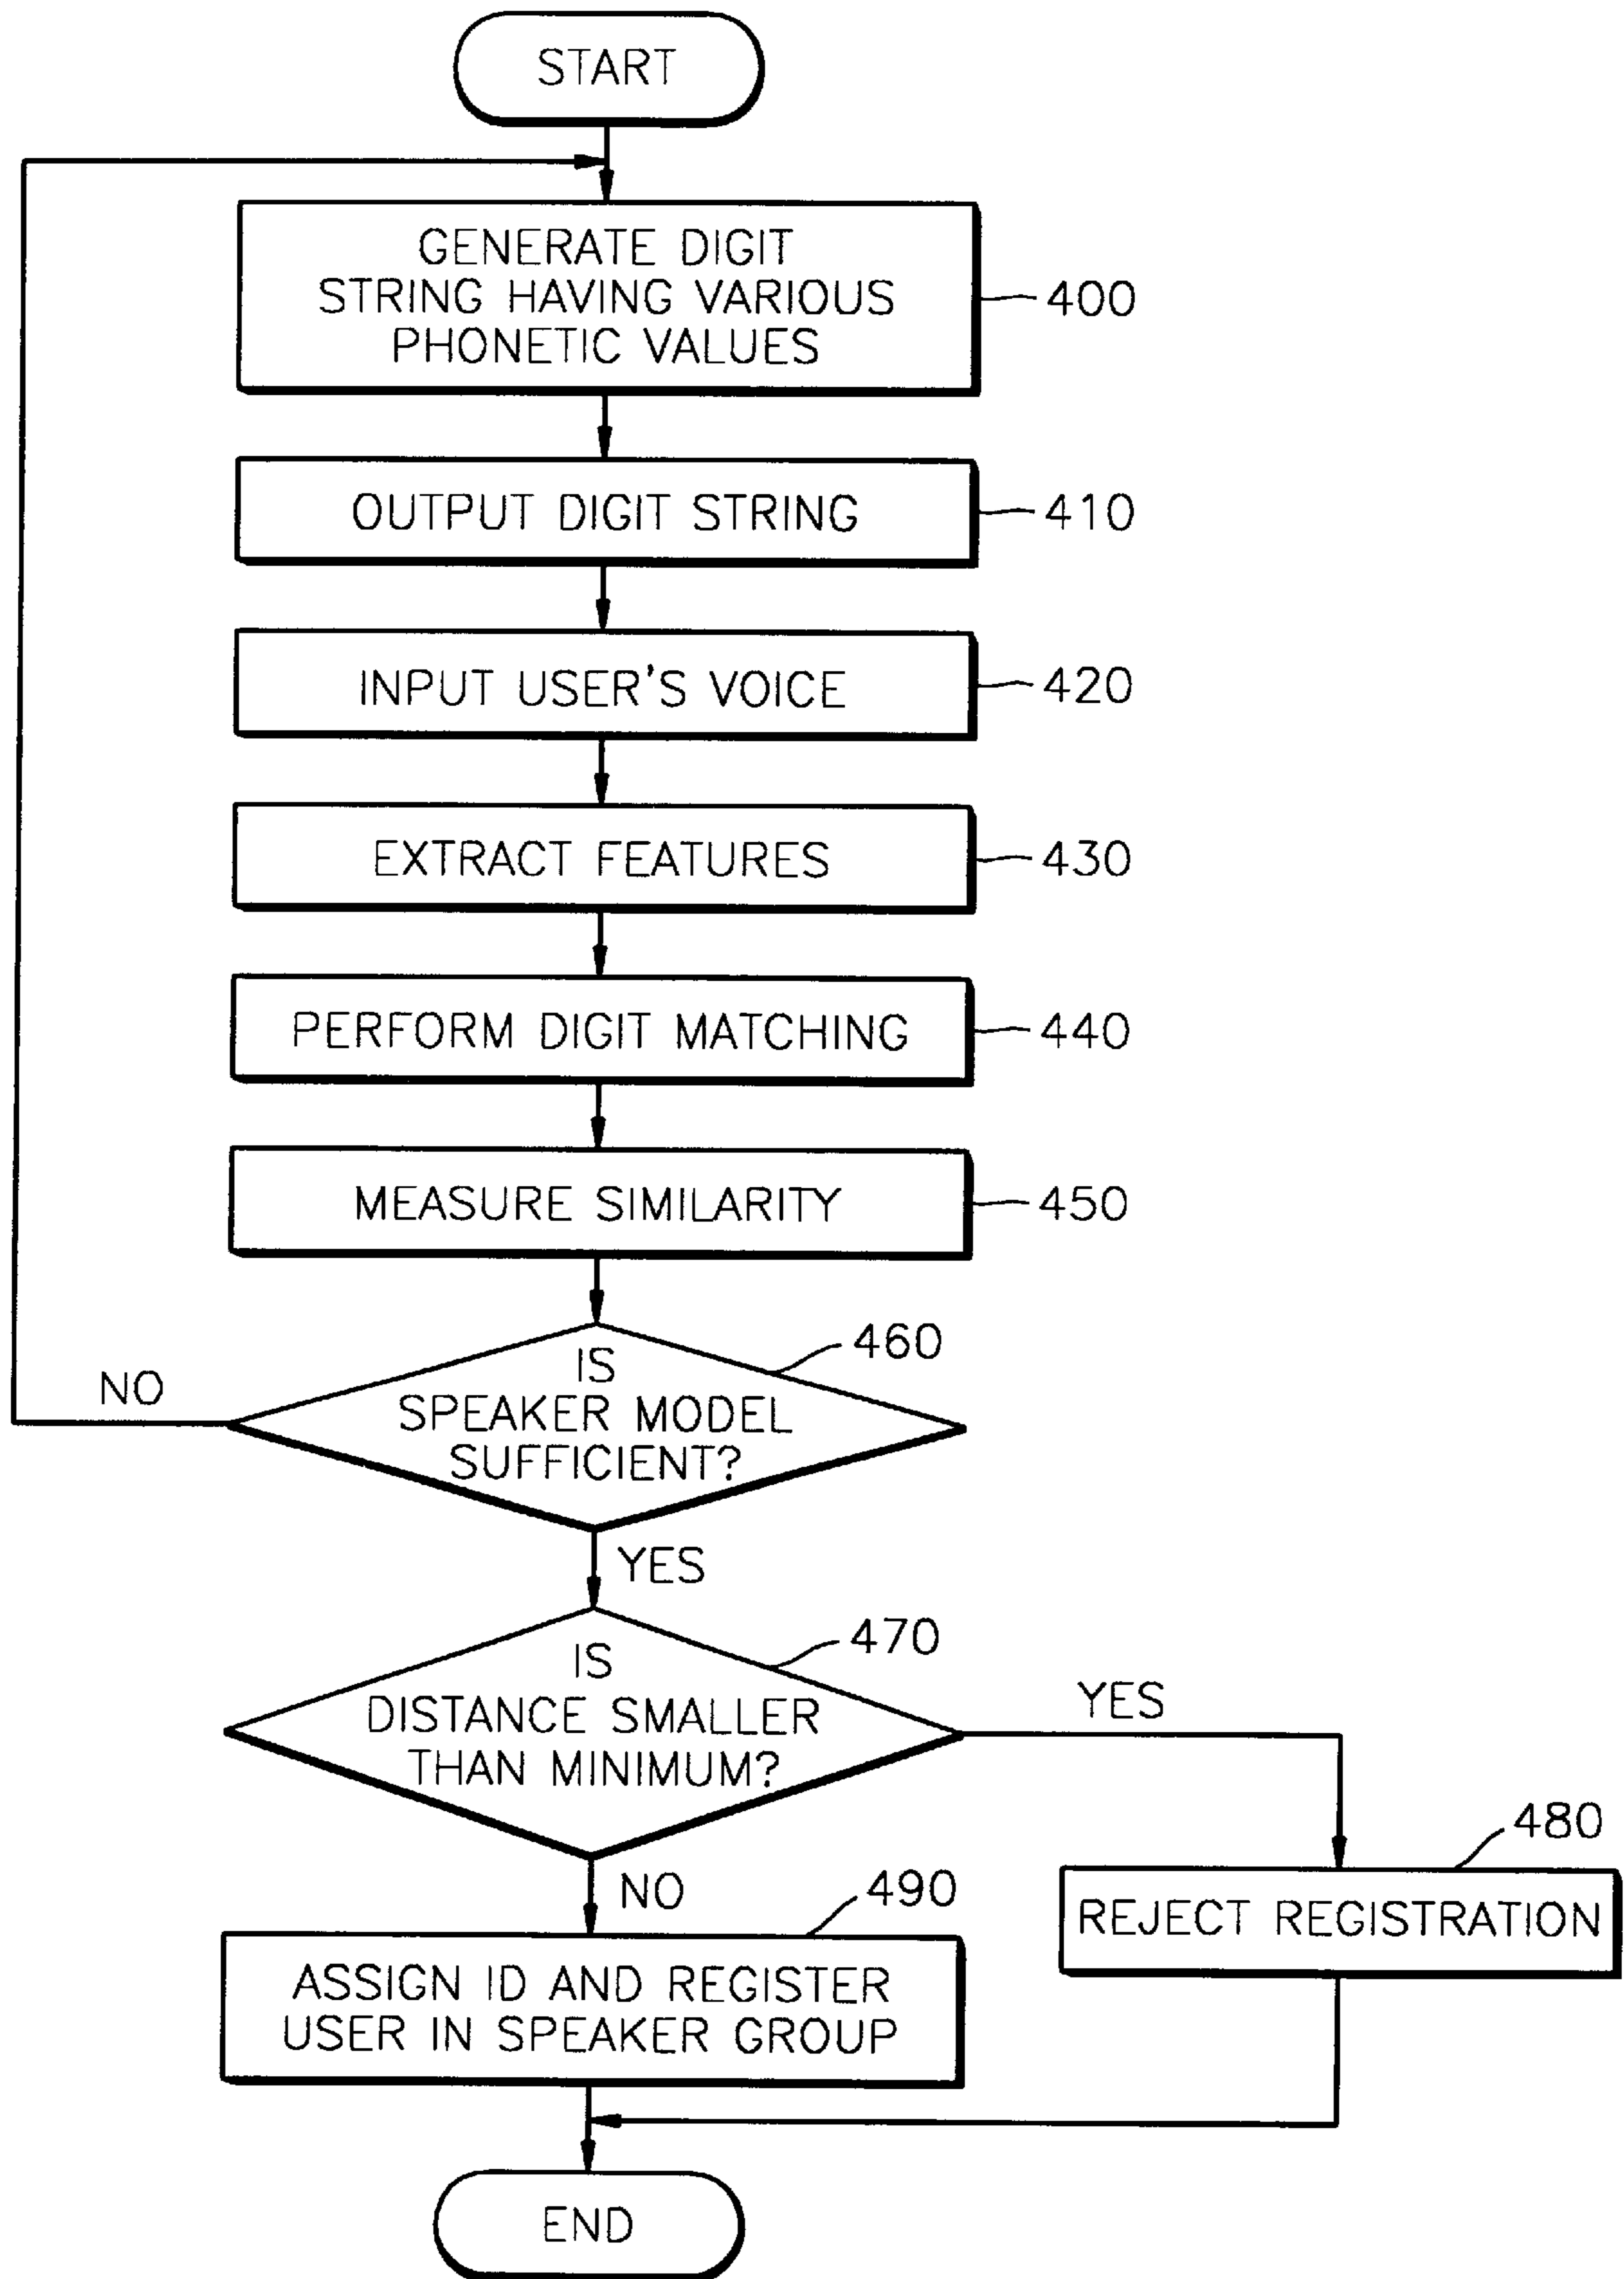 START
GENERATE DIGIT
STRING HAVING VARIOUS
PHONETIC VALUES
400
OUTPUT DIGIT STRING
410
INPUT USER'S VOICE
420
EXTRACT FEATURES
430
PERFORM DIGIT MATCHING
440
MEASURE SIMILARITY
450
460
IS
SPEAKER MODEL
SUFFICIENT?
NO
YES
470
IS
DISTANCE SMALLER
THAN MINIMUM?
YES
480
REJECT REGISTRATION
NO
490
ASSIGN ID AND REGISTER
USER IN SPEAKER GROUP
END